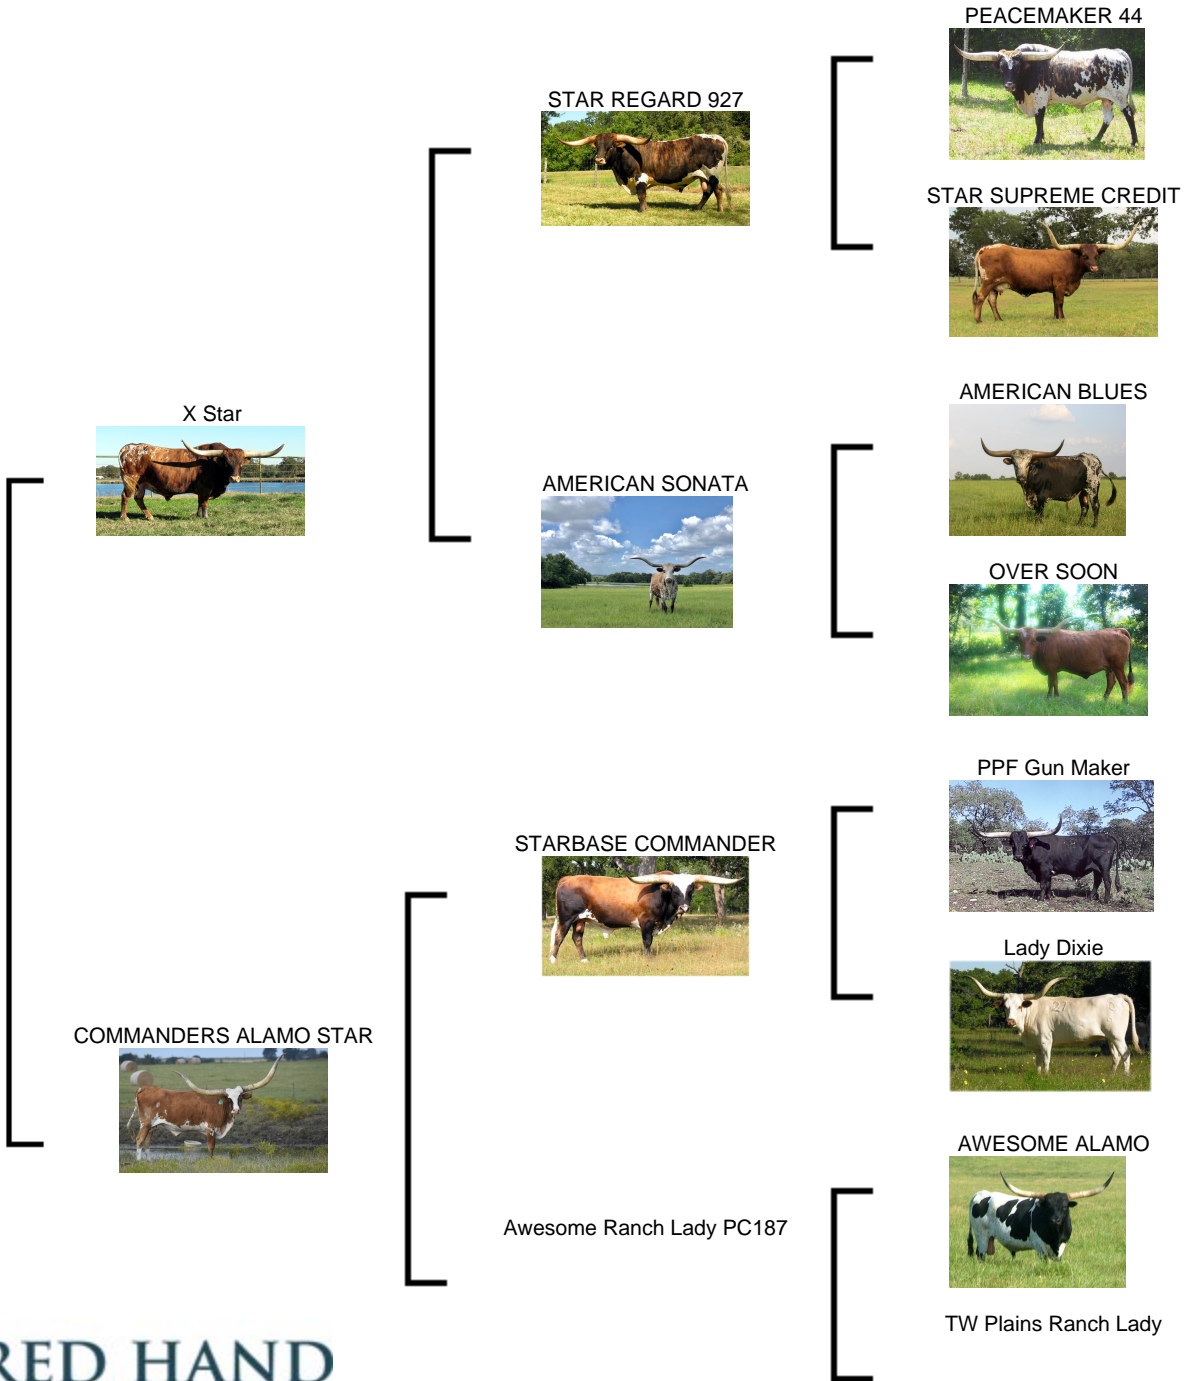 PEACEMAKER 44
STAR REGARD 927
STAR SUPREME CREDIT
AMERICAN BLUES
X Star
AMERICAN SONATA
OVER SOON
PPF Gun Maker
STARBASE COMMANDER
Lady Dixie
COMMANDERS ALAMO STAR
AWESOME ALAMO
Awesome Ranch Lady PC187
TW Plains Ranch Lady
RED HAND